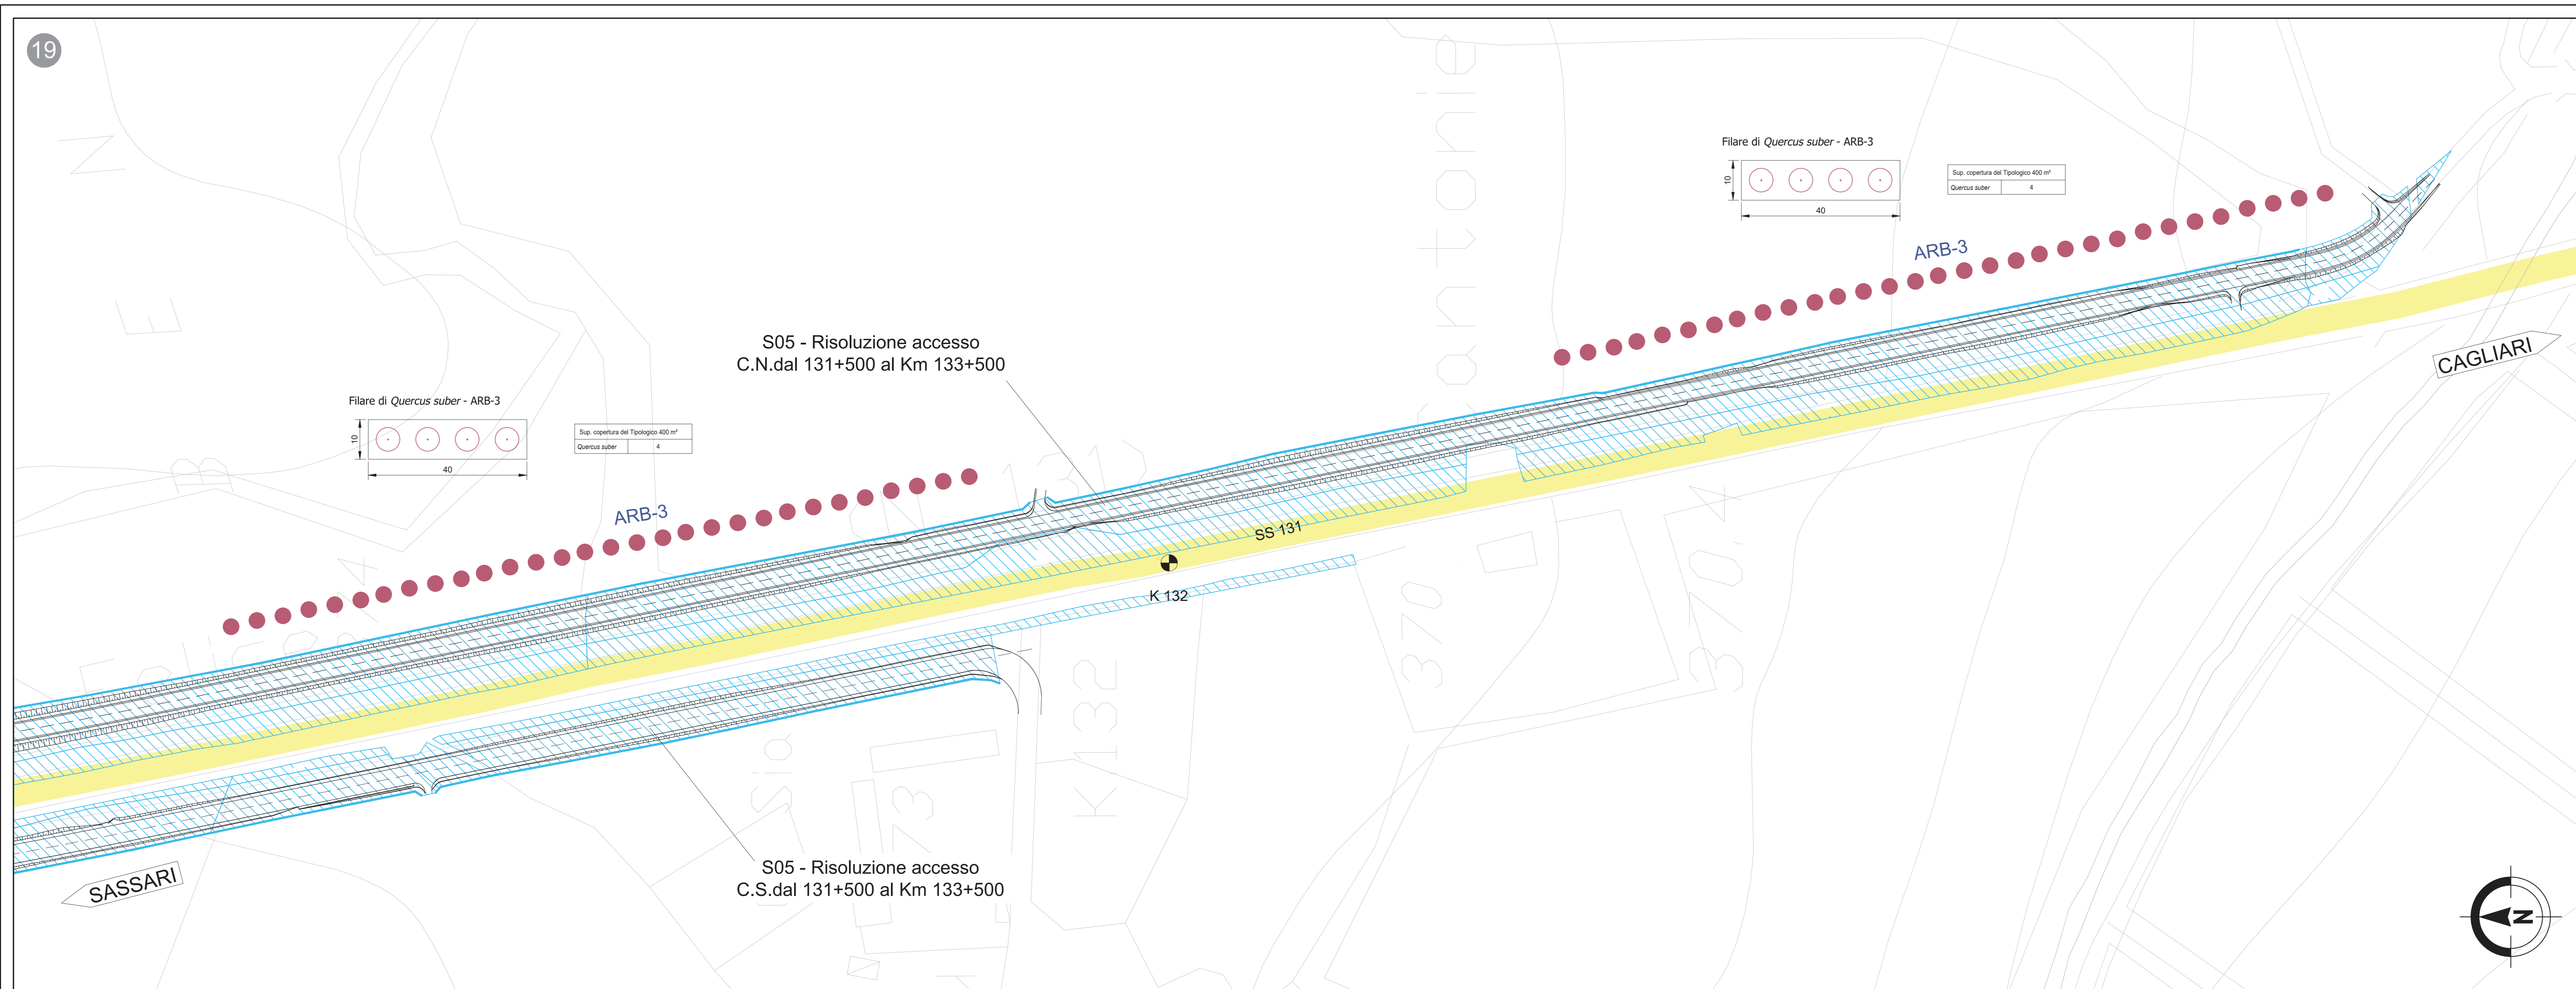 19
Filare di Quercus suber - ARB-3
10
40
Sup. copertura del Tipologico 400 m²
Quercus suber 4
ARB-3
S05 - Risoluzione accesso
C.N.dal 131+500 al Km 133+500
Filare di Quercus suber - ARB-3
10
40
Sup. copertura del Tipologico 400 m²
Quercus suber 4
ARB-3
CAGLIARI
SS 131
K 132
K132
S05 - Risoluzione accesso
C.S.dal 131+500 al Km 133+500
SASSARI
N